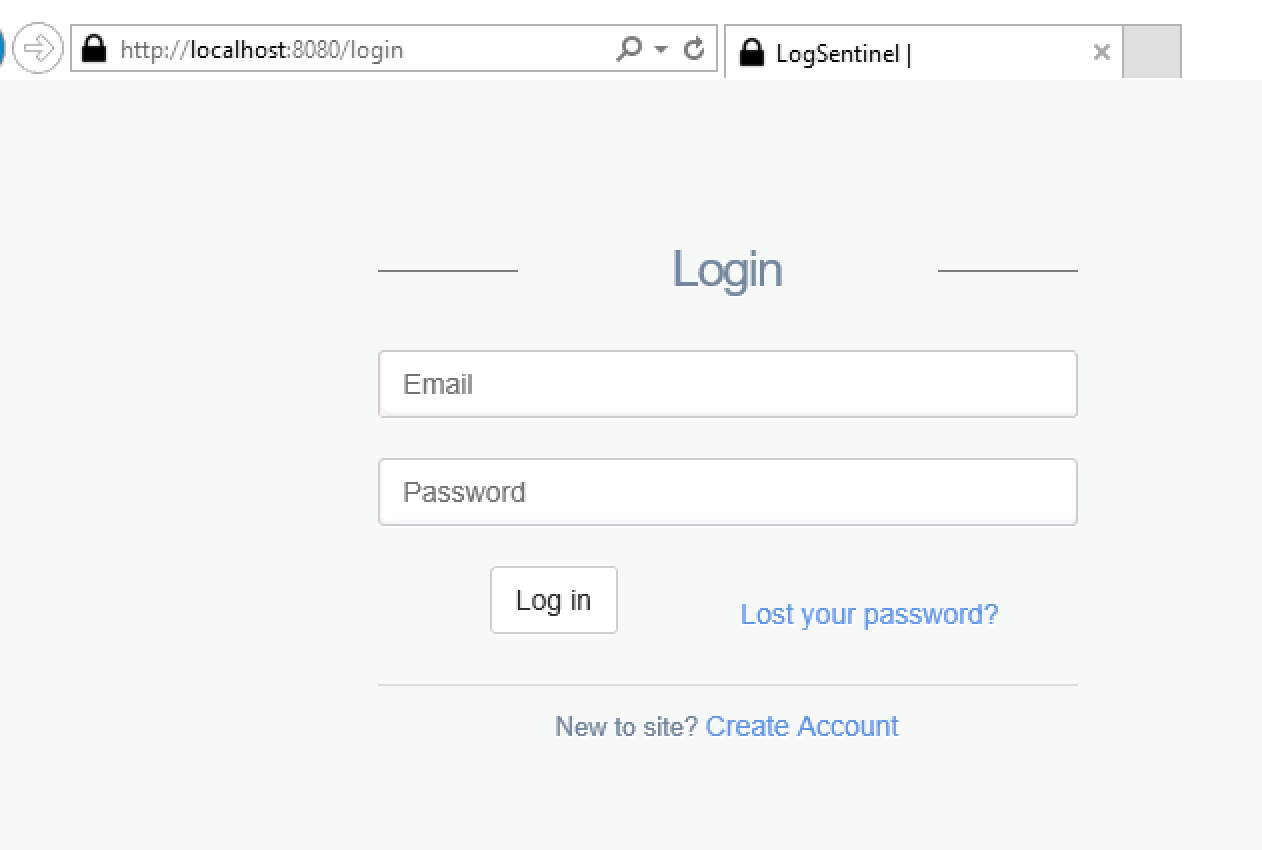 http://localhost:8080/login
LogSentinel |
Login
Email
Password
Log in
Lost your password?
New to site? Create Account